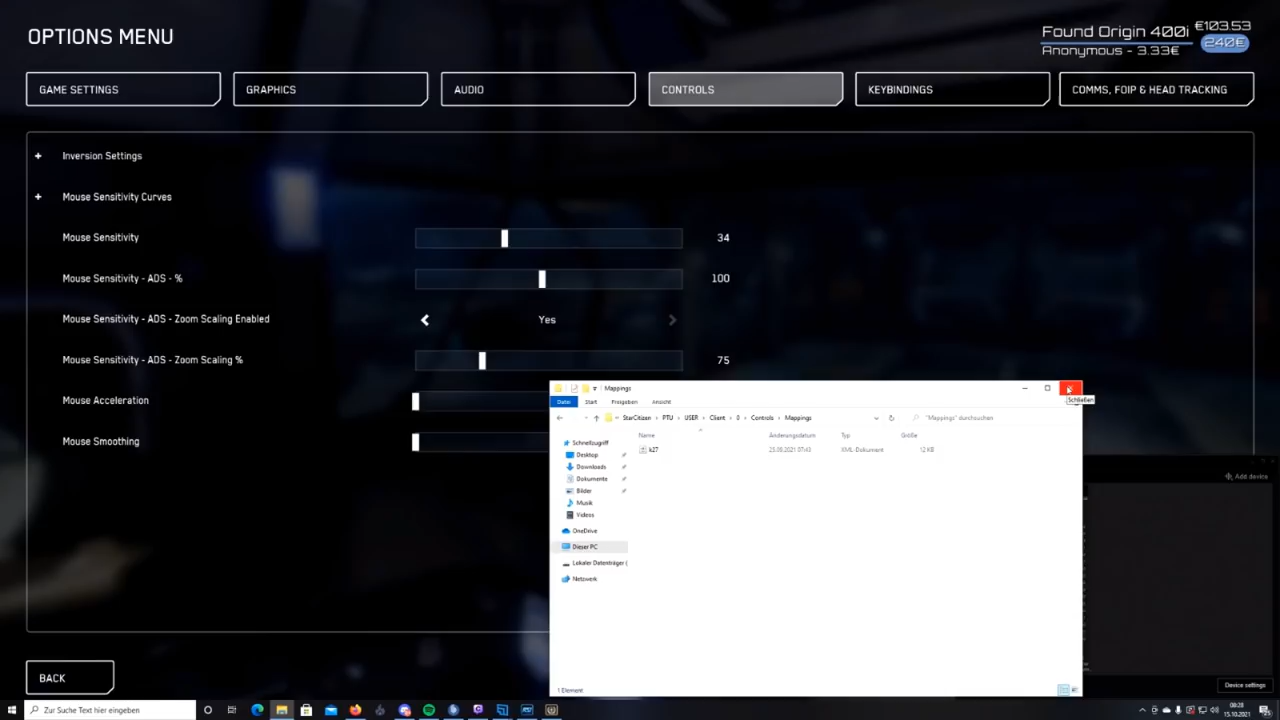 OPTIONS MENU
Found Origin 400i €103.53
Anonymous - 3.33€ 240€
GAME SETTINGS
GRAPHICS
AUDIO
CONTROLS
KEYBINDINGS
COMMS, FOIP & HEAD TRACKING
+ Inversion Settings
+ Mouse Sensitivity Curves
Mouse Sensitivity 34
Mouse Sensitivity - ADS - % 100
Mouse Sensitivity - ADS - Zoom Scaling Enabled Yes
Mouse Sensitivity - ADS - Zoom Scaling % 75
Mouse Acceleration
Mouse Smoothing
Mappings
Schließen
Datei Start Freigeben Ansicht
StarCitizen > PTU > USER > Client > 0 > Controls > Mappings
"Mappings" durchsuchen
Name Änderungsdatum Typ Größe
k27 23.08.2021 07:43 XML-Dokument 12 KB
Schnellzugriff
Desktop
Downloads
Dokumente
Bilder
Musik
Videos
OneDrive
Dieser PC
Lokaler Datenträger (
Netzwerk
1 Element
Add device
Device settings
BACK
Zur Suche Text hier eingeben
08:28
15.10.2021